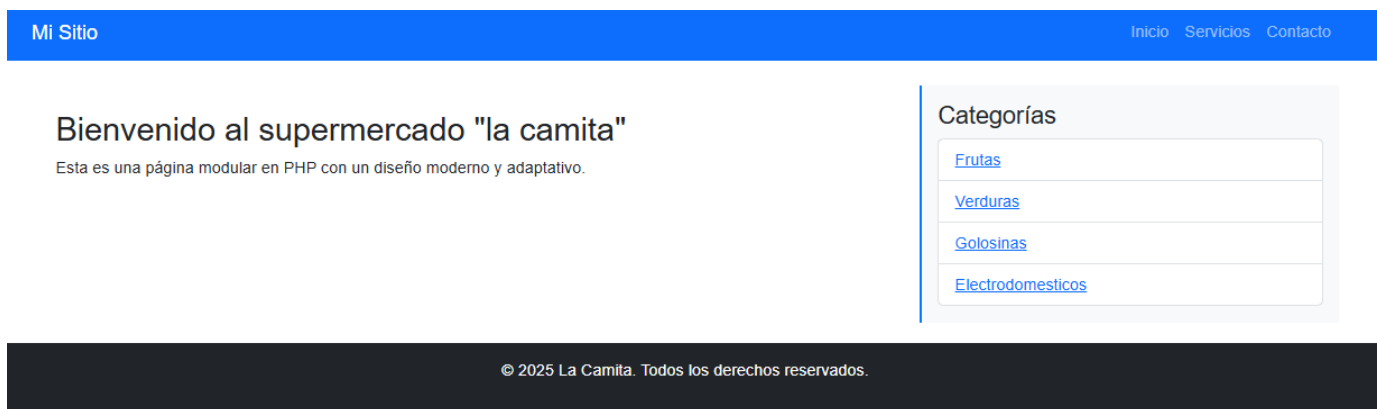 Mi Sitio
Inicio Servicios Contacto
Bienvenido al supermercado "la camita"
Esta es una página modular en PHP con un diseño moderno y adaptativo.
Categorías
Frutas
Verduras
Golosinas
Electrodomesticos
© 2025 La Camita. Todos los derechos reservados.